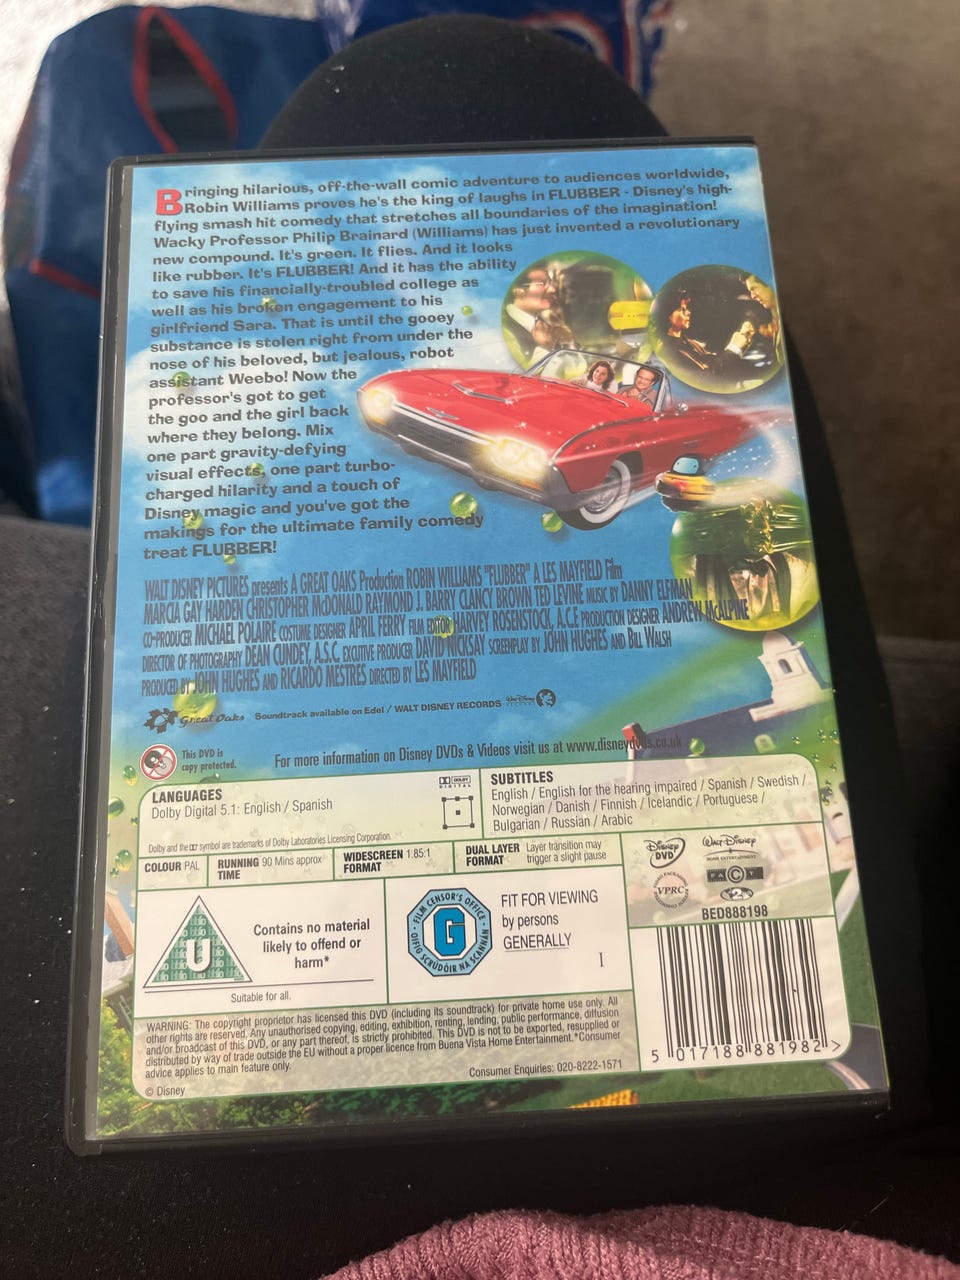 Bringing hilarious, off-the-wall comic adventure to audiences worldwide,
Robin Williams proves he's the king of laughs in FLUBBER - Disney's high-
flying smash hit comedy that stretches all boundaries of the imagination!
Wacky Professor Philip Brainard (Williams) has just invented a revolutionary
new compound. It's green. It flies. And it looks
like rubber. It's FLUBBER! And it has the ability
to save his financially-troubled college as
well as his broken engagement to his
girlfriend Sara. That is until the gooey
substance is stolen right from under the
nose of his beloved, but jealous, robot
assistant Weebo! Now the
professor's got to get
the goo and the girl back
where they belong. Mix
one part gravity-defying
visual effects, one part turbo-
charged hilarity and a touch of
Disney magic and you've got the
makings for the ultimate family comedy
treat FLUBBER!
WALT DISNEY PICTURES presents A GREAT OAKS Production ROBIN WILLIAMS "FLUBBER" A LES MAYFIELD Film
MARCIA GAY HARDEN CHRISTOPHER McDONALD RAYMOND J. BARRY CLANCY BROWN TED LEVINE MUSIC BY DANNY ELFMAN
CO-PRODUCER MICHAEL POLAIRE COSTUME DESIGNER APRIL FERRY FILM EDITOR HARVEY ROSENSTOCK, A.C.E PRODUCTION DESIGNER ANDREW McALPINE
DIRECTOR OF PHOTOGRAPHY DEAN CUNDEY, A.S.C. EXCUTIVE PRODUCER DAVID NICKSAY SCREENPLAY BY JOHN HUGHES AND BILL WALSH
PRODUCED BY JOHN HUGHES AND RICARDO MESTRES DIRECTED BY LES MAYFIELD
Great Oaks Soundtrack available on Edel / WALT DISNEY RECORDS Walt Disney RECORDS
This DVD is
copy protected.
For more information on Disney DVDs & Videos visit us at www.disneydvds.co.uk
LANGUAGES
Dolby Digital 5.1: English / Spanish
DOLBY
DIGITAL
Dolby and the symbol are trademarks of Dolby Laboratories Licensing Corporation.
SUBTITLES
English / English for the hearing impaired / Spanish / Swedish /
Norwegian / Danish / Finnish / Icelandic / Portuguese /
Bulgarian / Russian / Arabic
COLOUR PAL
RUNNING 90 Mins approx
TIME
WIDESCREEN 1:85:1
FORMAT
DUAL LAYER Layer transition may
FORMAT trigger a slight pause
Disney
DVD
WALT DISNEY
HOME ENTERTAINMENT
VPRC
FACT
BED888198
U
Contains no material
likely to offend or
harm*
Suitable for all.
FILM CENSOR'S OFFICE
G
OIFIG SCRÚDÓIR NA SCANNÁN
FIT FOR VIEWING
by persons
GENERALLY
I
5 017188 881982 >
WARNING: The copyright proprietor has licensed this DVD (including its soundtrack) for private home use only. All
other rights are reserved. Any unauthorised copying, editing, exhibition, renting, lending, public performance, diffusion
and/or broadcast of this DVD, or any part thereof, is strictly prohibited. This DVD is not to be exported, resupplied or
distributed by way of trade outside the EU without a proper licence from Buena Vista Home Entertainment.*Consumer
advice applies to main feature only.
Consumer Enquiries: 020-8222-1571
© Disney